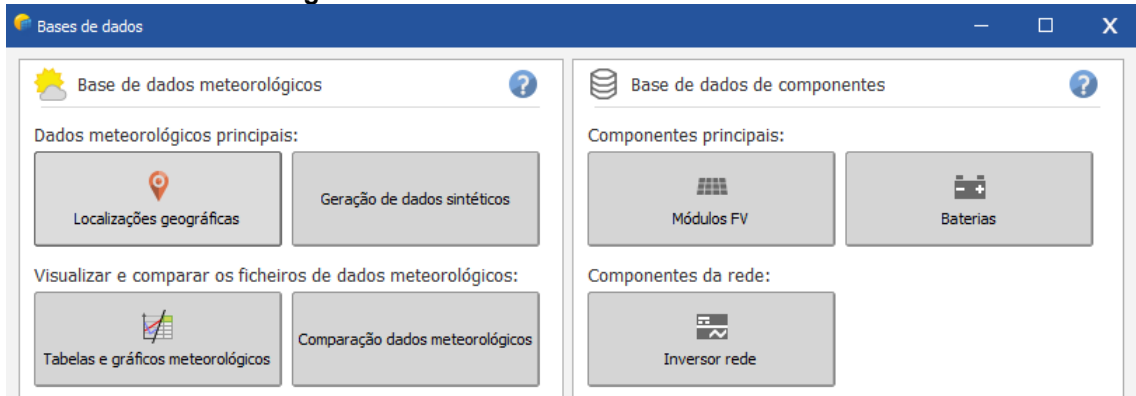 Bases de dados
Base de dados meteorológicos
Dados meteorológicos principais:
Localizações geográficas
Geração de dados sintéticos
Visualizar e comparar os ficheiros de dados meteorológicos:
Tabelas e gráficos meteorológicos
Comparação dados meteorológicos
Base de dados de componentes
Componentes principais:
Módulos FV
Baterias
Componentes da rede:
Inversor rede